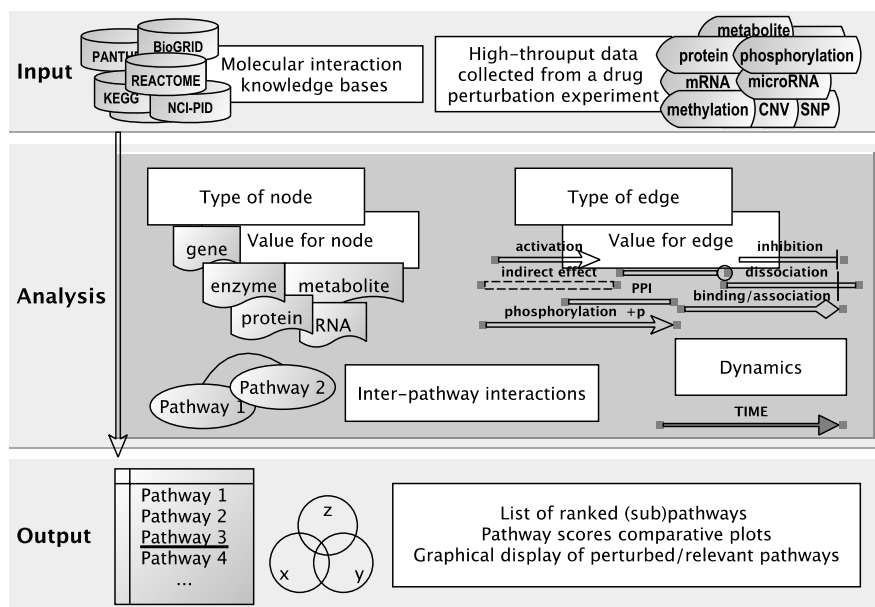 Input
PANTH
BioGRID
REACTOME
KEGG
NCI-PID
Molecular interaction
knowledge bases
High-throuput data
collected from a drug
perturbation experiment
metabolite
protein
phosphorylation
mRNA
microRNA
methylation
CNV
SNP
Analysis
Type of node
Value for node
gene
enzyme
metabolite
protein
RNA
Type of edge
Value for edge
activation
inhibition
indirect effect
dissociation
PPI
binding/association
phosphorylation +p
Pathway 1
Pathway 2
Inter-pathway interactions
Dynamics
TIME
Output
Pathway 1
Pathway 2
Pathway 3
Pathway 4
...
z
x
y
List of ranked (sub)pathways
Pathway scores comparative plots
Graphical display of perturbed/relevant pathways